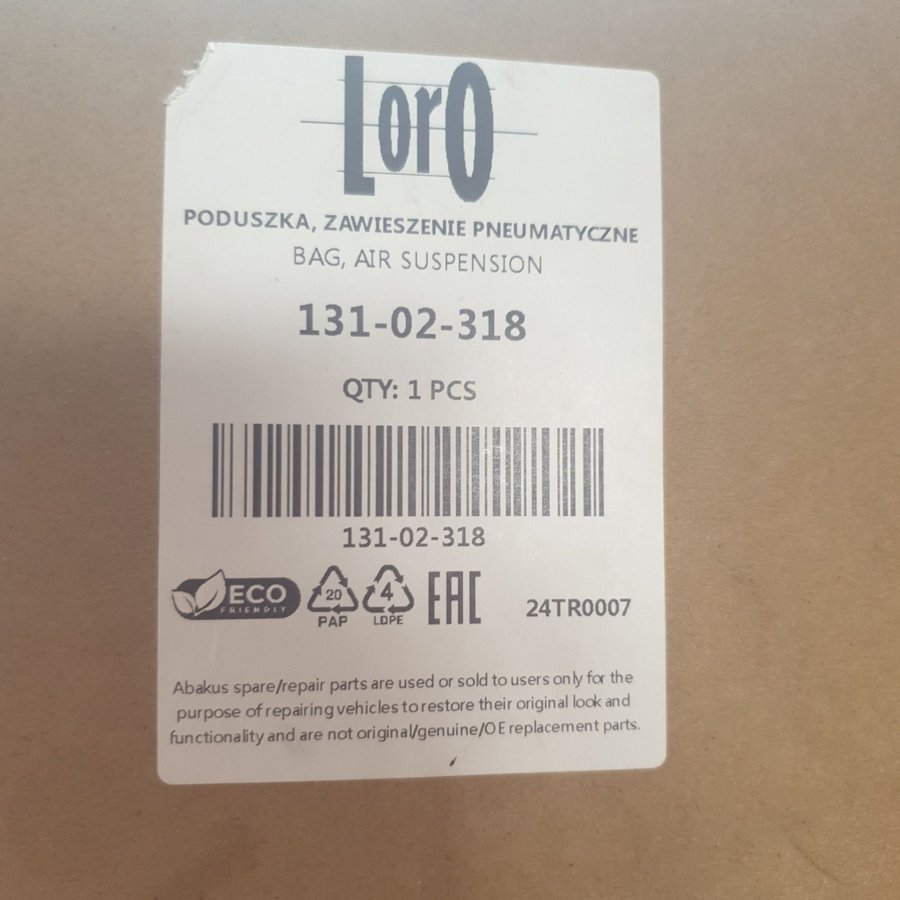 LorO
PODUSZKA, ZAWIESZENIE PNEUMATYCZNE
BAG, AIR SUSPENSION
131-02-318
QTY: 1 PCS
131-02-318
ECO
FRIENDLY
20
PAP
4
LDPE
EAC
24TR0007
Abakus spare/repair parts are used or sold to users only for the
purpose of repairing vehicles to restore their original look and
functionality and are not original/genuine/OE replacement parts.